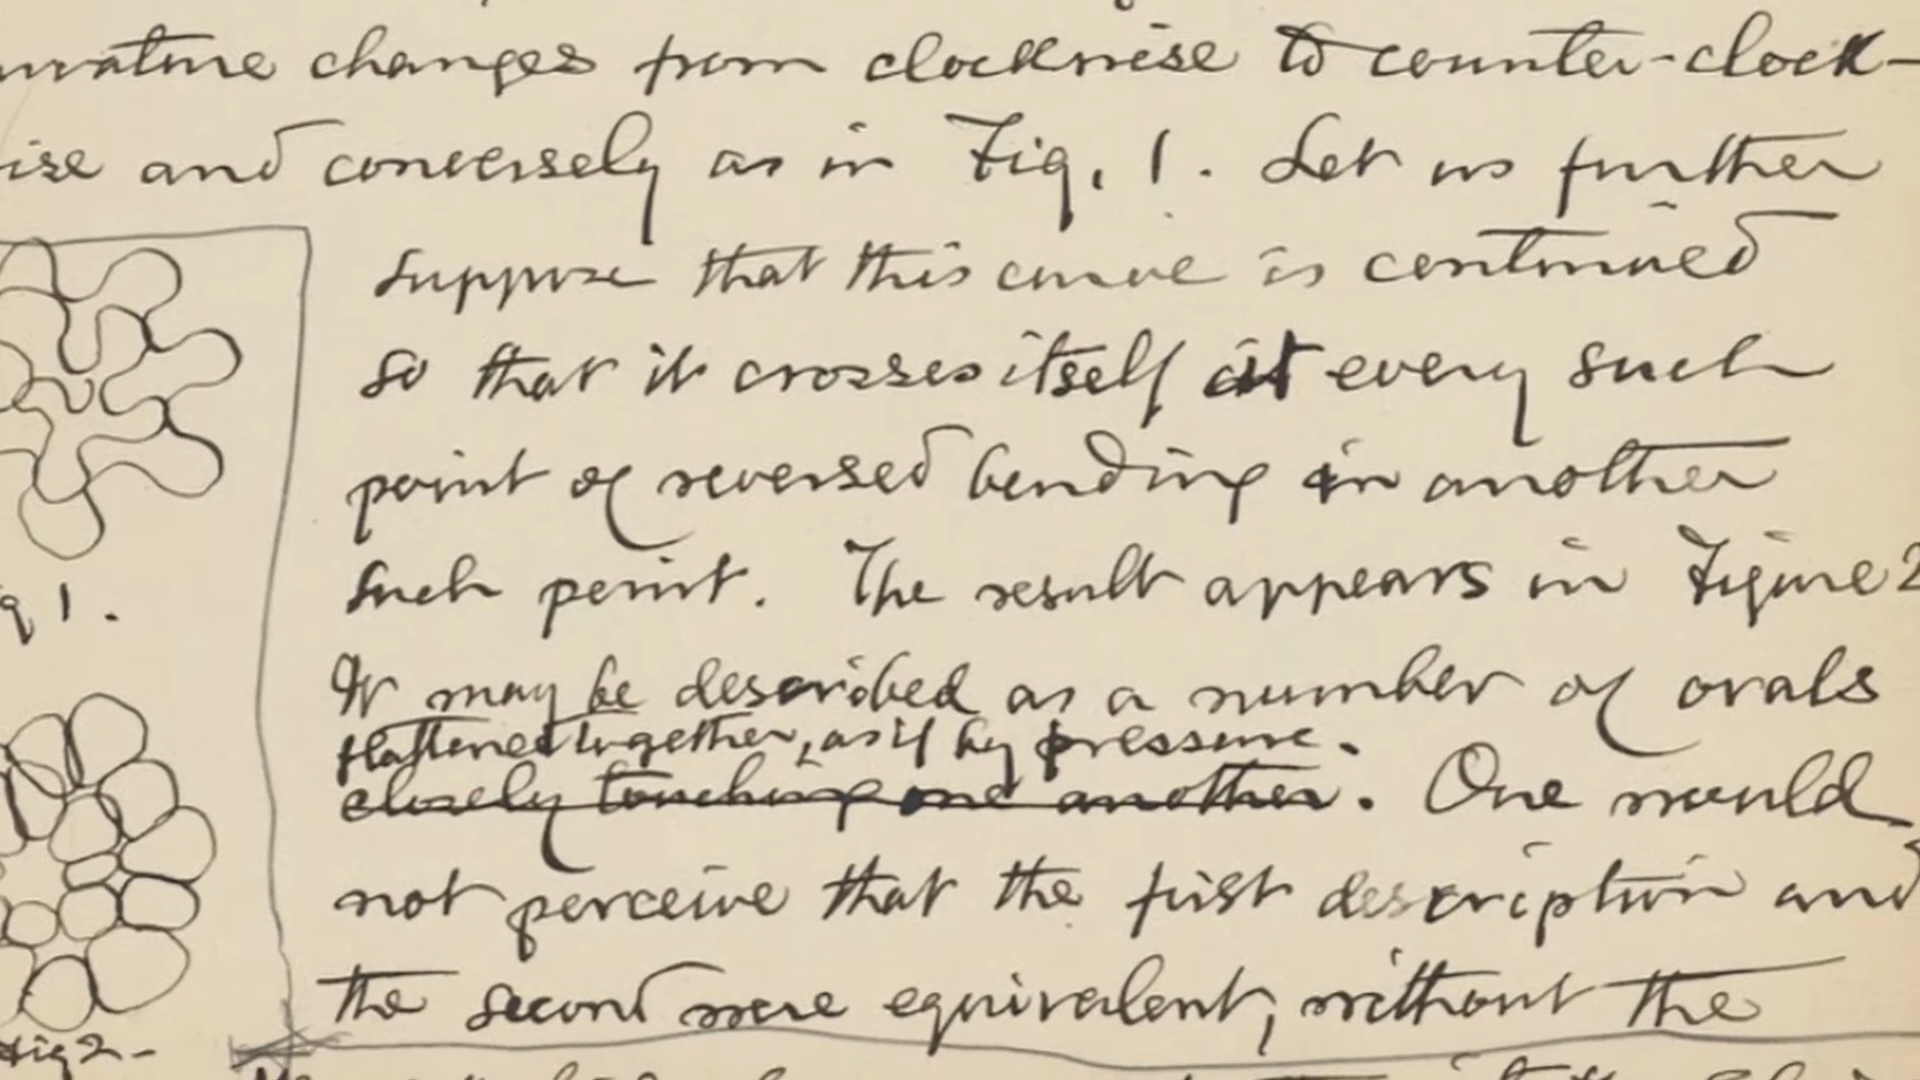 curvature changes from clockwise to counter-clock-
ise and conversely as in Fig. 1. Let us further
suppose that this curve is continued
so that it crosses itself at every such
point of reversed bending in another
such point. The result appears in Figure 2
g 1.
It may be described as a number of ovals
flattened together, as if by pressure.
closely touching one another. One would
not perceive that the first description and
the second were equivalent, without the
Fig 2-